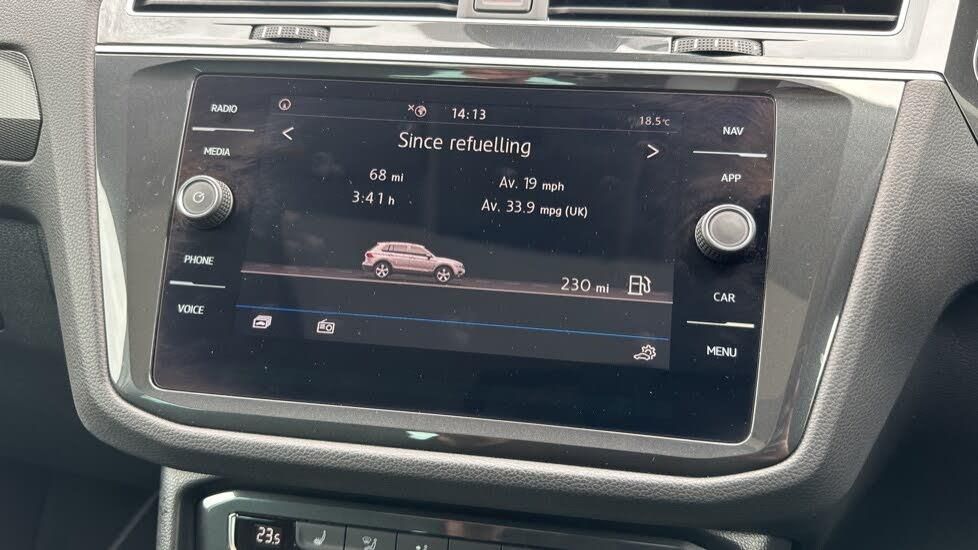 RADIO
MEDIA
PHONE
VOICE
14:13
18.5°C
Since refuelling
68 mi
3:41 h
Av. 19 mph
Av. 33.9 mpg (UK)
230 mi
NAV
APP
CAR
MENU
23.5